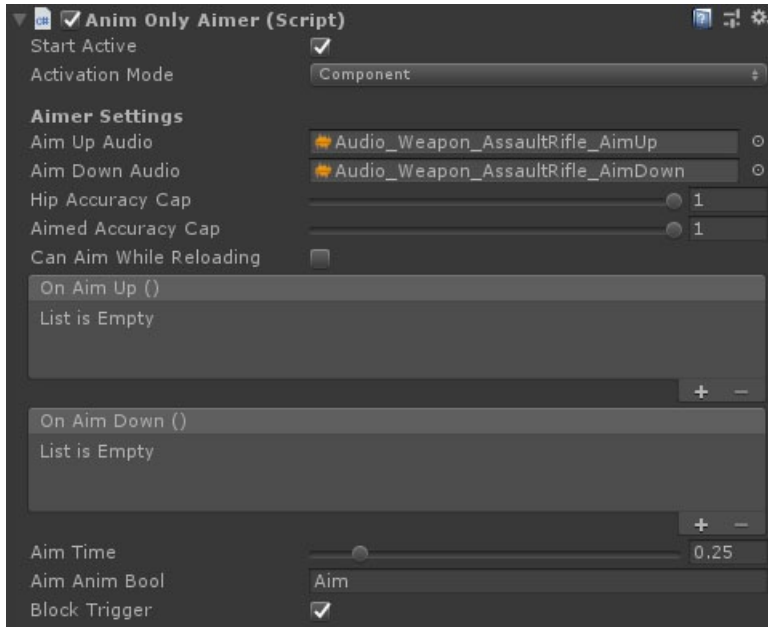 Anim Only Aimer (Script)
Start Active
Activation Mode Component
Aimer Settings
Aim Up Audio Audio_Weapon_AssaultRifle_AimUp
Aim Down Audio Audio_Weapon_AssaultRifle_AimDown
Hip Accuracy Cap 1
Aimed Accuracy Cap 1
Can Aim While Reloading
On Aim Up ()
List is Empty
+ −
On Aim Down ()
List is Empty
+ −
Aim Time 0.25
Aim Anim Bool Aim
Block Trigger